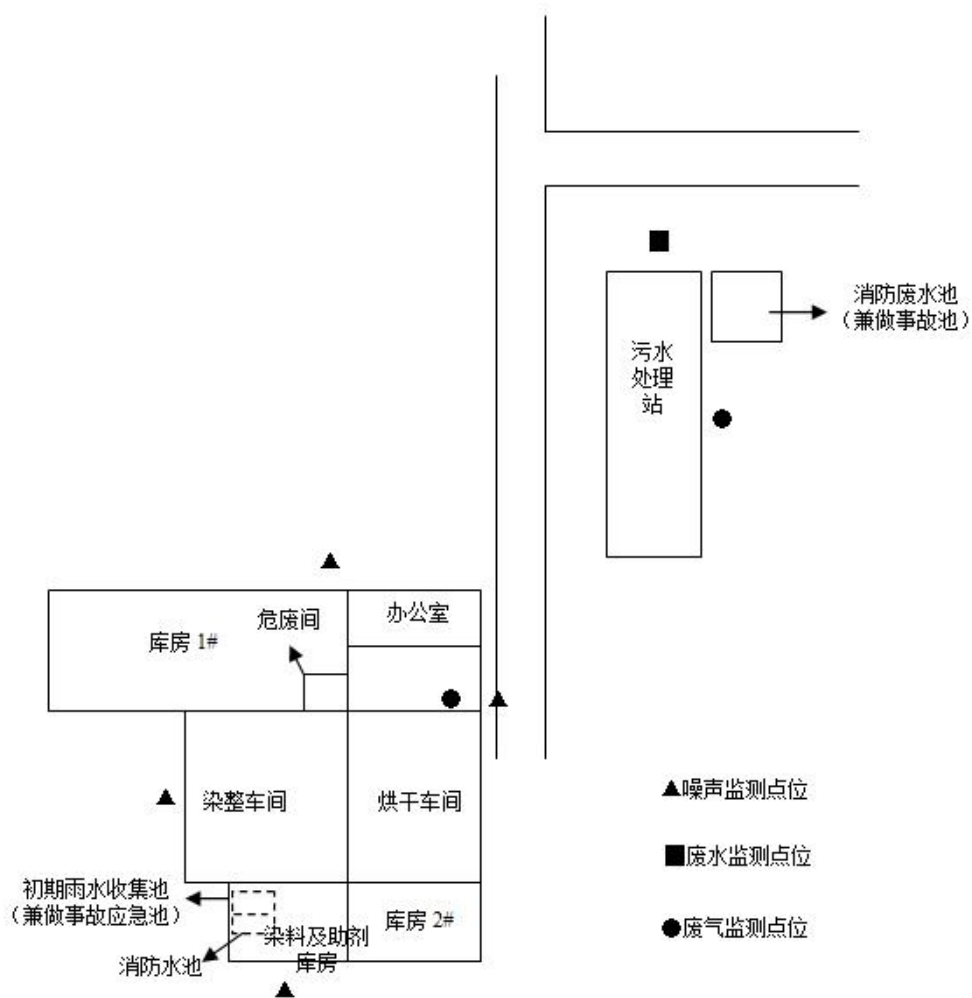 消防废水池
（兼做事故池）
污水
处理
站
办公室
危废间
库房 1#
染整车间
烘干车间
▲噪声监测点位
■废水监测点位
●废气监测点位
初期雨水收集池
（兼做事故应急池）
库房 2#
染料及助剂
库房
消防水池